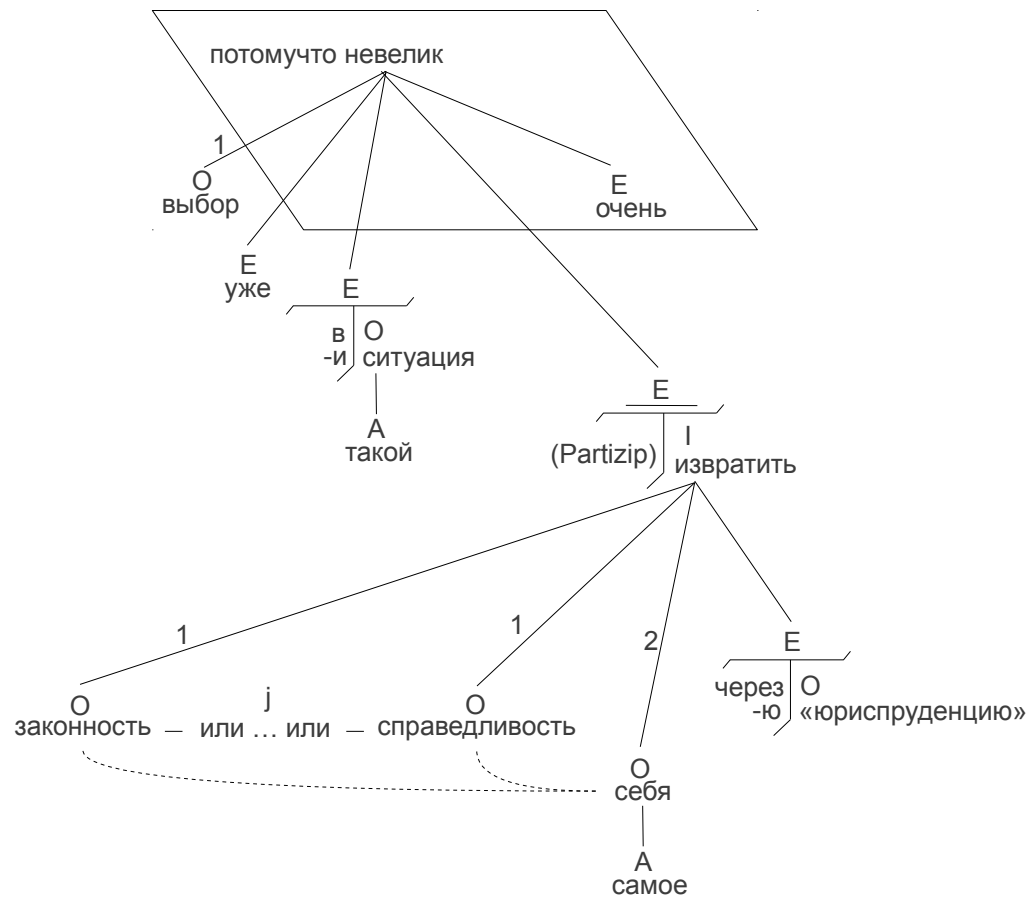 потомучто невелик
1
О
выбор
Е
очень
Е
уже
Е
в О
-и ситуация
А
такой
Е
(Partizip) I
извратить
1
1
2
Е
через О
-ю «юриспруденцию»
О
законность
j
— или … или —
О
справедливость
О
себя
А
самое